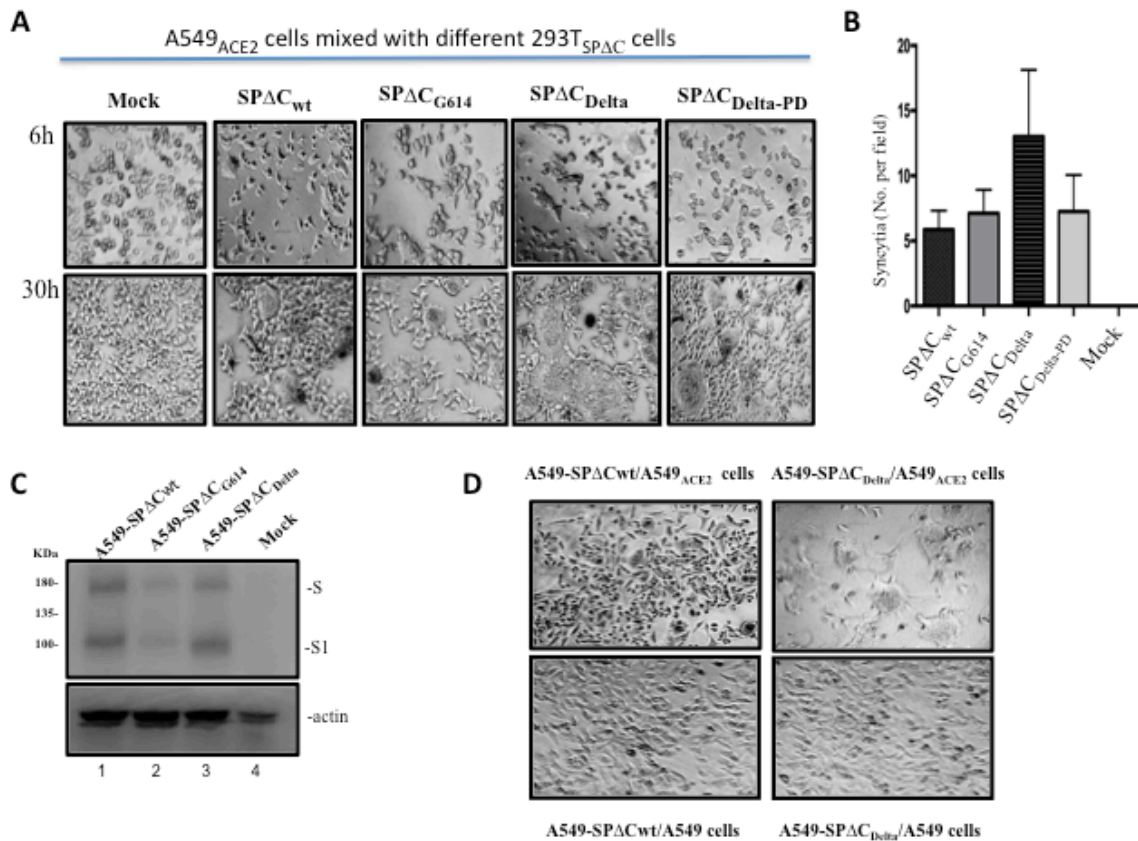 A
A549ACE2 cells mixed with different 293TSPΔC cells
Mock SPΔCwt SPΔCG614 SPΔCDelta SPΔCDelta-PD
6h
30h
B
Syncytia (No. per field)
20
15
10
5
0
SPΔCwt
SPΔCG614
SPΔCDelta
SPΔCDelta-PD
Mock
C
A549-SPΔCwt
A549-SPΔCG614
A549-SPΔCDelta
Mock
KDa
180-
135-
100-
-S
-S1
-actin
1 2 3 4
D
A549-SPΔCwt/A549ACE2 cells A549-SPΔCDelta/A549ACE2 cells
A549-SPΔCwt/A549 cells A549-SPΔCDelta/A549 cells